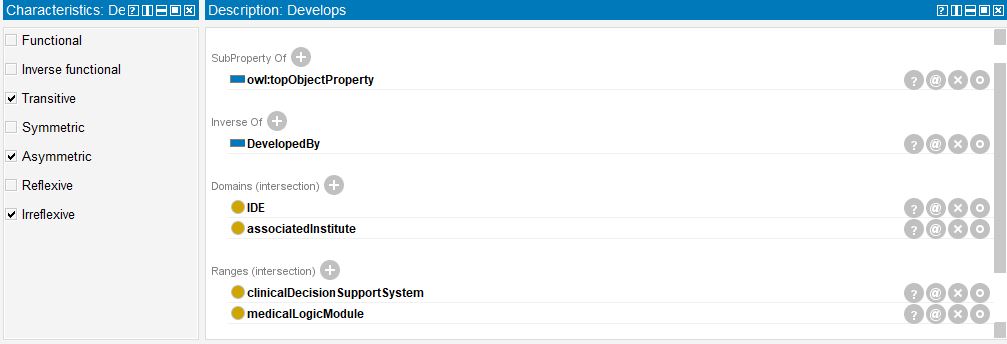 Characteristics: De
Functional
Inverse functional
Transitive
Symmetric
Asymmetric
Reflexive
Irreflexive
Description: Develops
SubProperty Of
owl:topObjectProperty
Inverse Of
DevelopedBy
Domains (intersection)
IDE
associatedInstitute
Ranges (intersection)
clinicalDecisionSupportSystem
medicalLogicModule